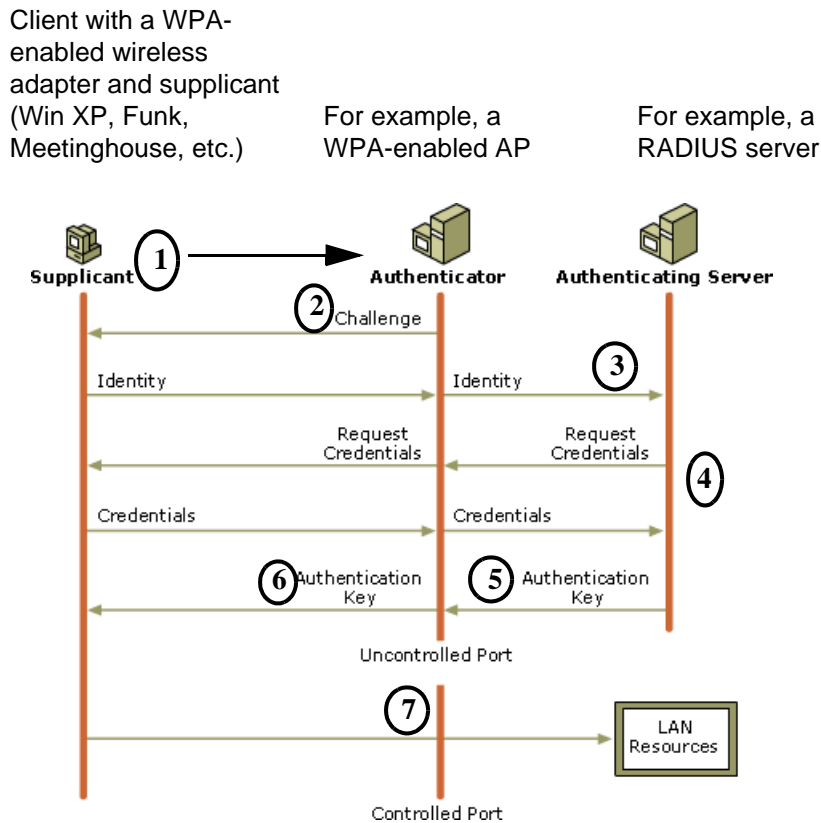 Client with a WPA-
enabled wireless
adapter and supplicant
(Win XP, Funk,
Meetinghouse, etc.)
For example, a
WPA-enabled AP
For example, a
RADIUS server
1
Supplicant
Authenticator
Authenticating Server
2
Challenge
Identity
Identity
3
Request
Credentials
Request
Credentials
4
Credentials
Credentials
6
Authentication
Key
5
Authentication
Key
Uncontrolled Port
7
LAN
Resources
Controlled Port